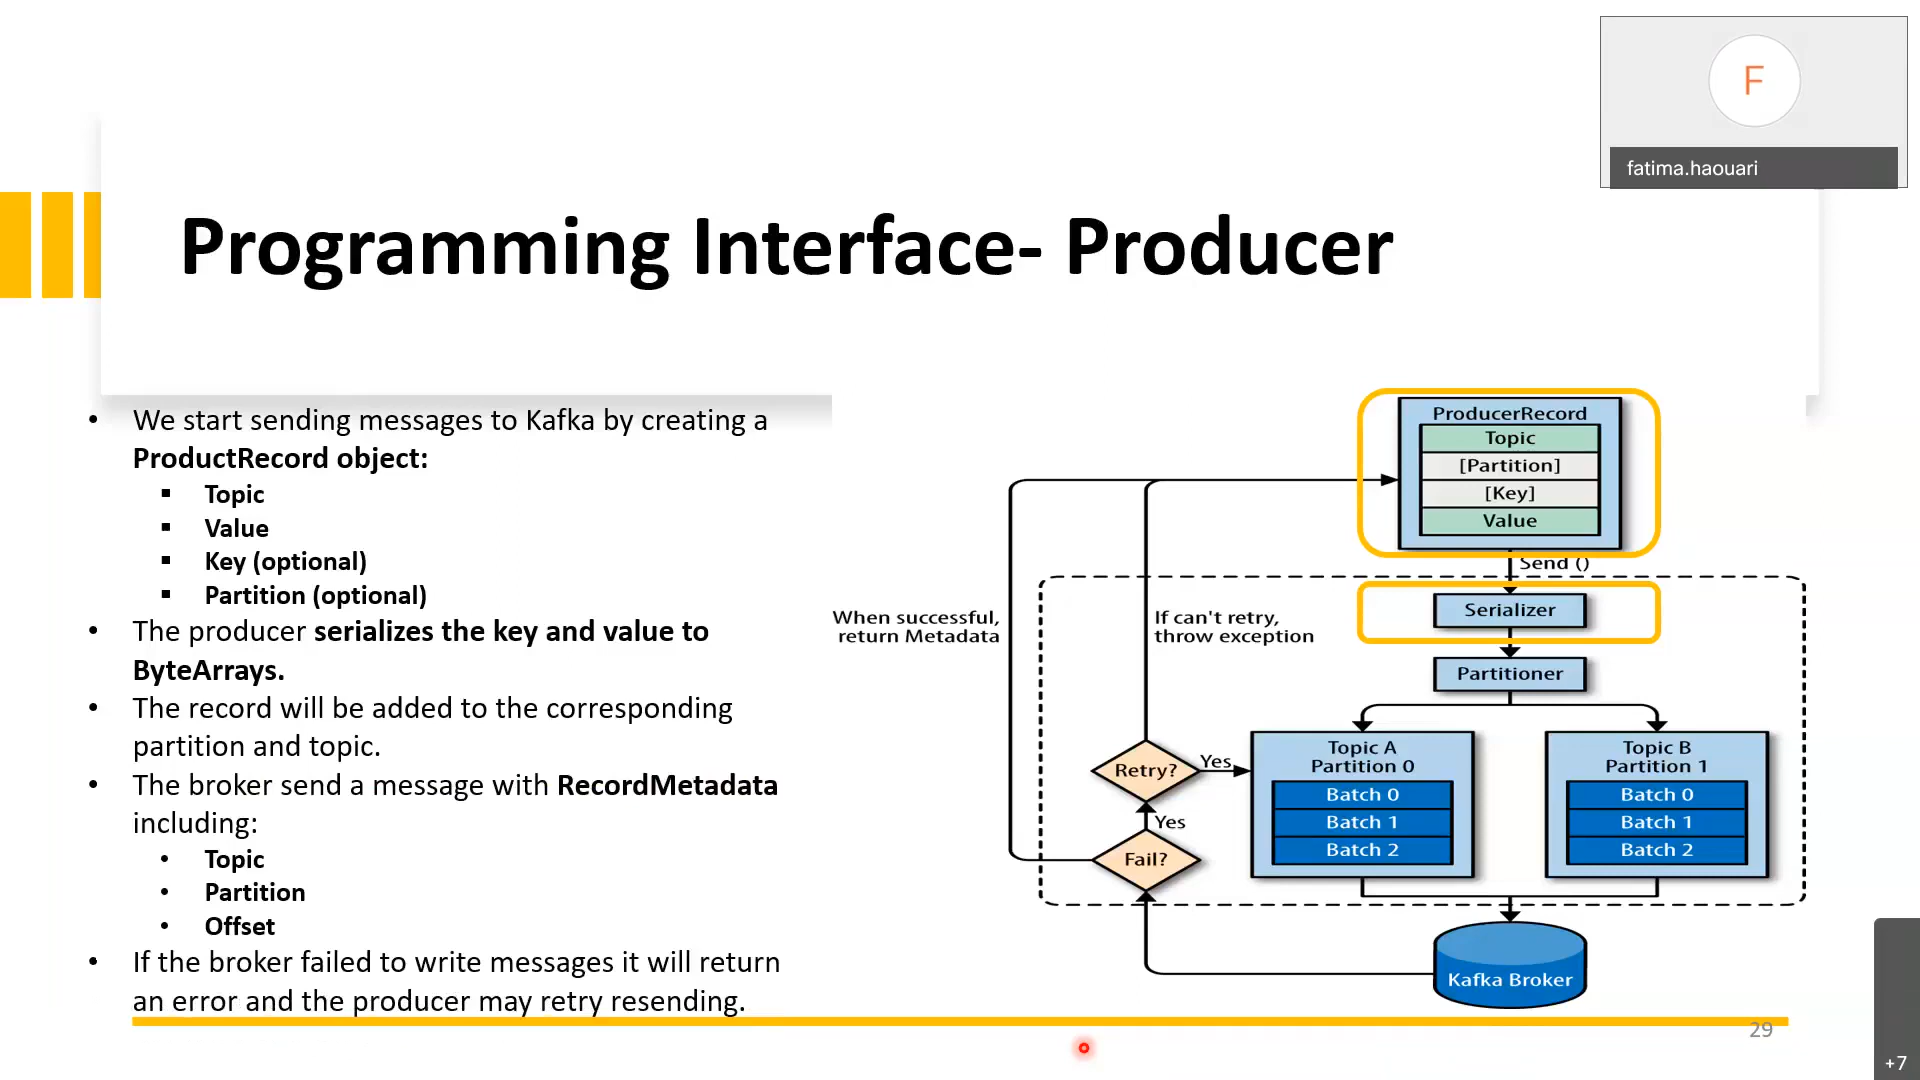 F
fatima.haouari
Programming Interface- Producer
• We start sending messages to Kafka by creating a
ProductRecord object:
▪ Topic
▪ Value
▪ Key (optional)
▪ Partition (optional)
• The producer serializes the key and value to
ByteArrays.
• The record will be added to the corresponding
partition and topic.
• The broker send a message with RecordMetadata
including:
• Topic
• Partition
• Offset
• If the broker failed to write messages it will return
an error and the producer may retry resending.
ProducerRecord
Topic
[Partition]
[Key]
Value
Send ()
Serializer
Partitioner
When successful,
return Metadata
If can't retry,
throw exception
Retry?
Yes
Yes
Fail?
Topic A
Partition 0
Batch 0
Batch 1
Batch 2
Topic B
Partition 1
Batch 0
Batch 1
Batch 2
Kafka Broker
29
+7